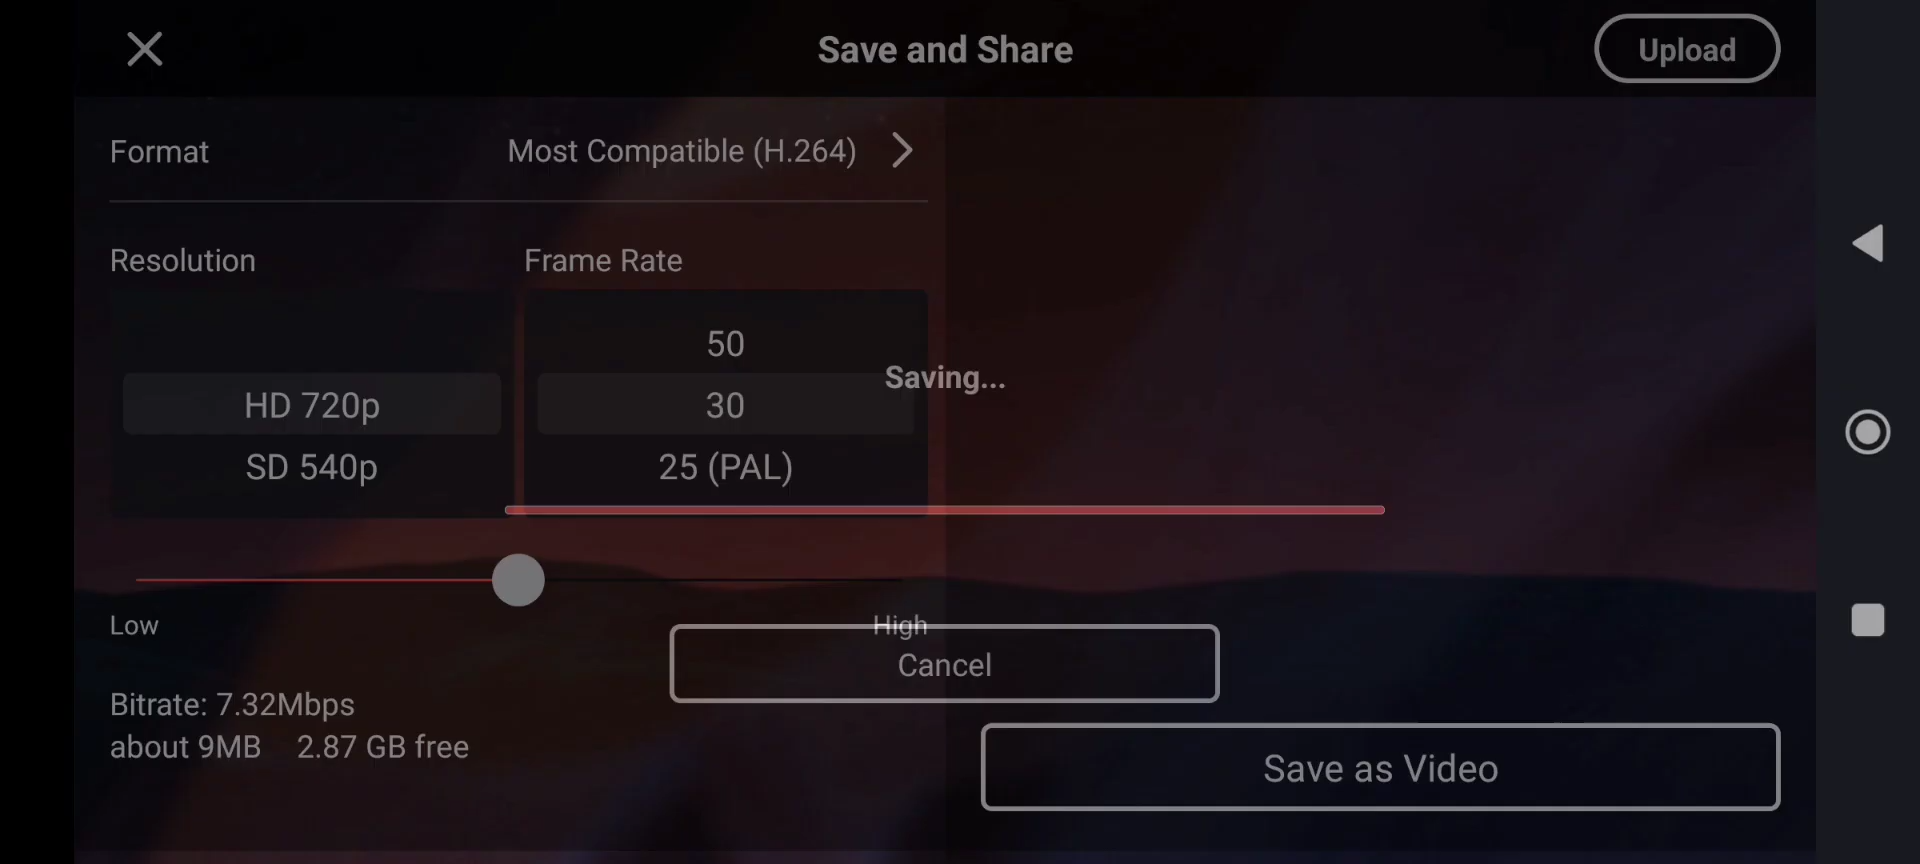 Save and Share
Upload
Format
Most Compatible (H.264)
Resolution
Frame Rate
50
Saving...
HD 720p
30
SD 540p
25 (PAL)
Low
High
Cancel
Bitrate: 7.32Mbps
about 9MB 2.87 GB free
Save as Video